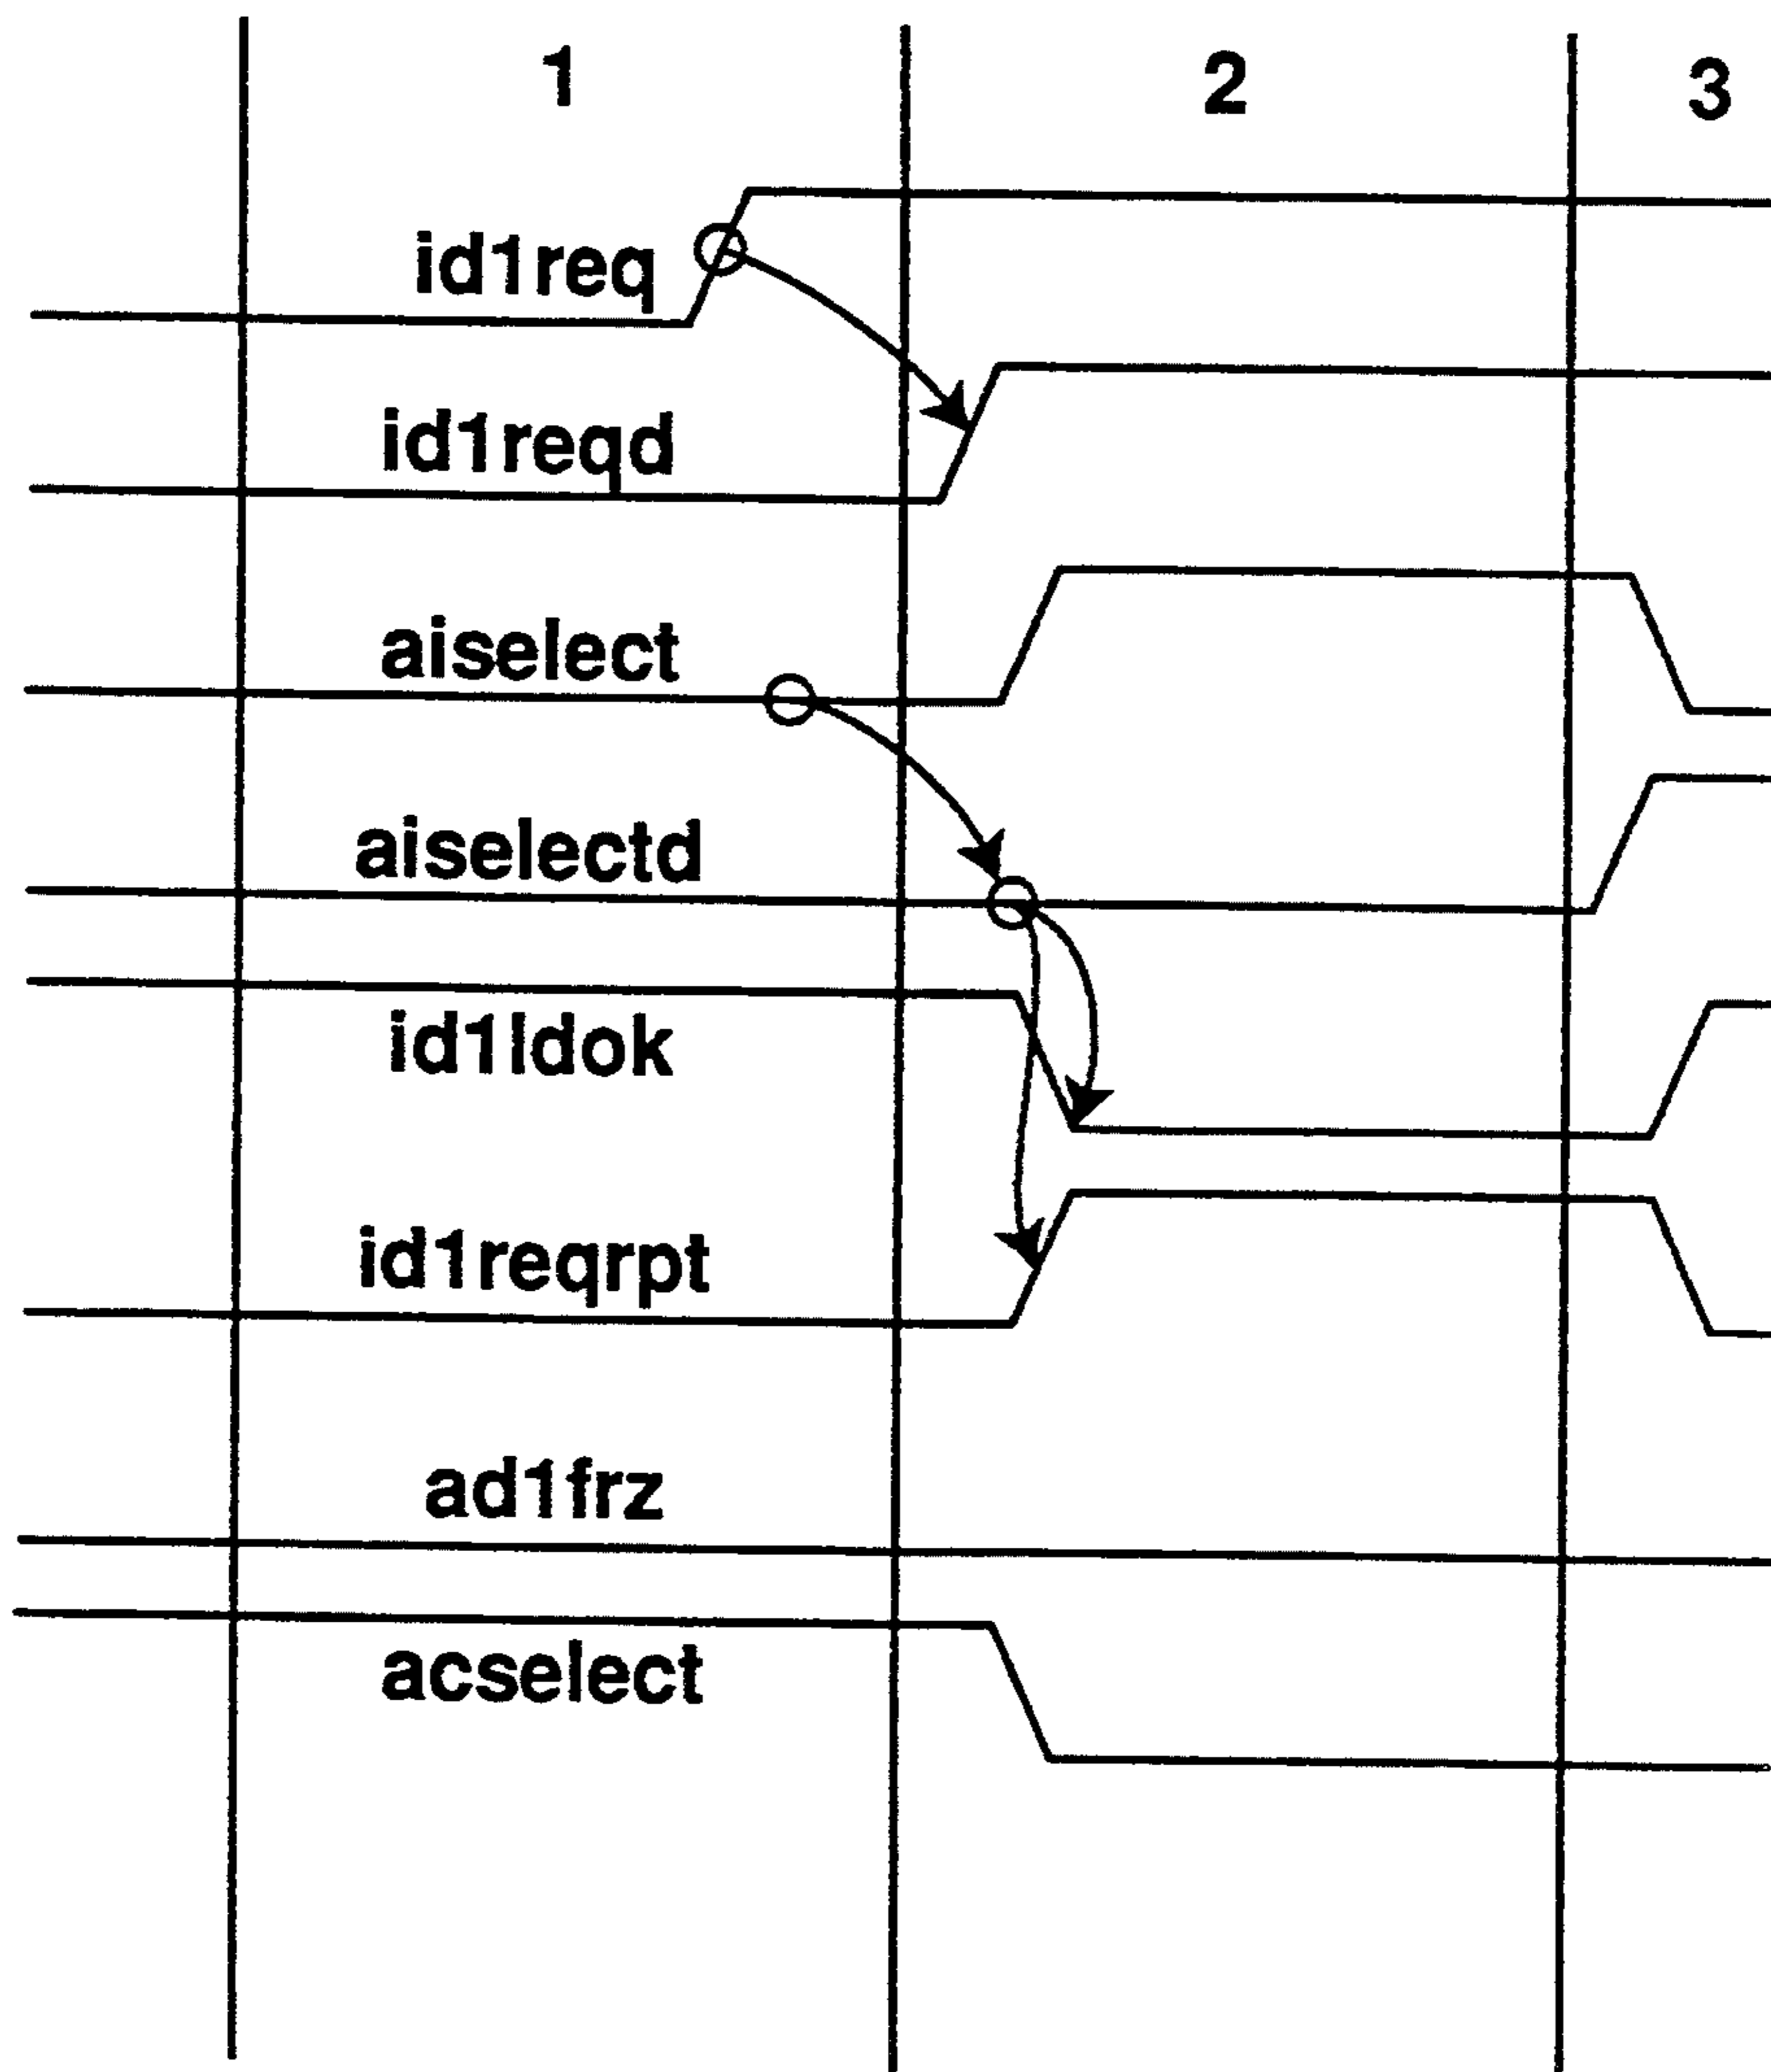 1 2 3
id1req
id1reqd
aiselect
aiselectd
id1ldok
id1reqrpt
ad1frz
acselect